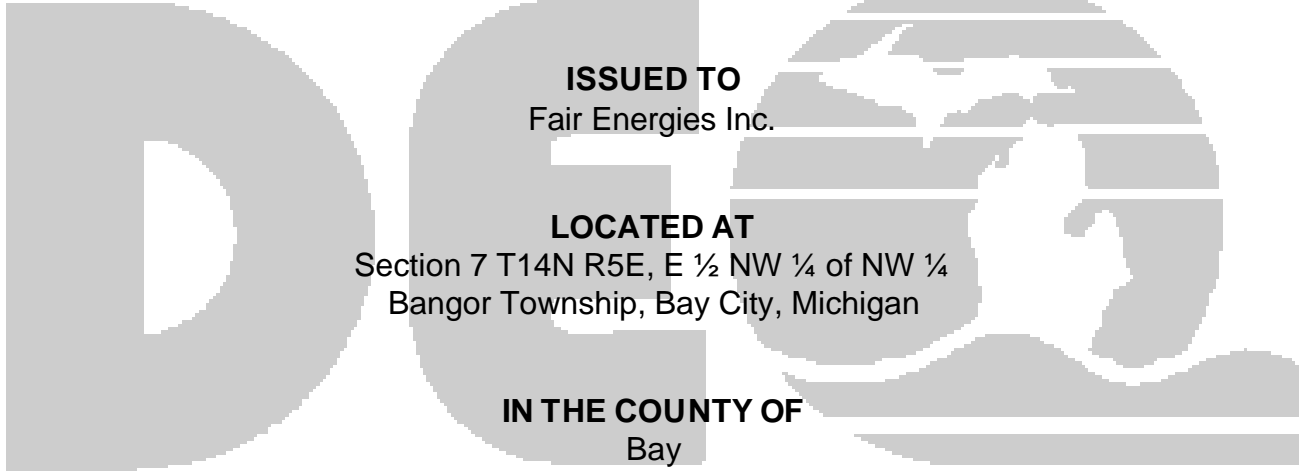 DEQ
ISSUED TO
Fair Energies Inc.
LOCATED AT
Section 7 T14N R5E, E ½ NW ¼ of NW ¼
Bangor Township, Bay City, Michigan
IN THE COUNTY OF
Bay